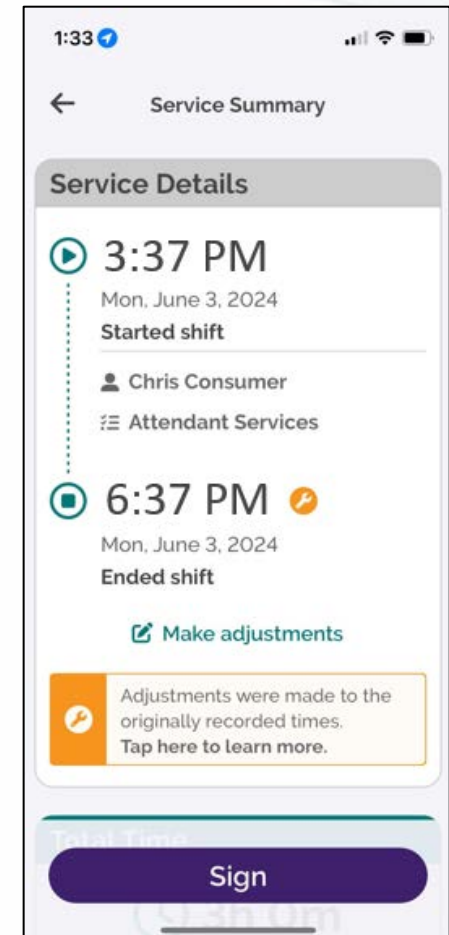 1:33
Service Summary
Service Details
3:37 PM
Mon, June 3, 2024
Started shift
Chris Consumer
Attendant Services
6:37 PM
Mon, June 3, 2024
Ended shift
Make adjustments
Adjustments were made to the
originally recorded times.
Tap here to learn more.
Total Time
Sign
3h 0m